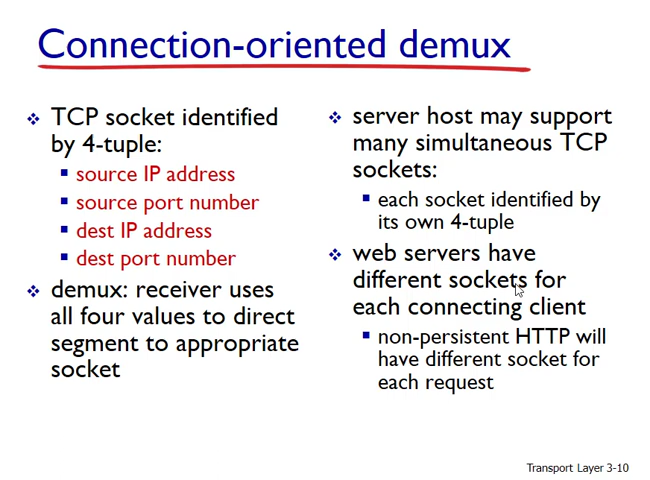 Connection-oriented demux
TCP socket identified
by 4-tuple:
source IP address
source port number
dest IP address
dest port number
demux: receiver uses
all four values to direct
segment to appropriate
socket
server host may support
many simultaneous TCP
sockets:
each socket identified by
its own 4-tuple
web servers have
different sockets for
each connecting client
non-persistent HTTP will
have different socket for
each request
Transport Layer 3-10